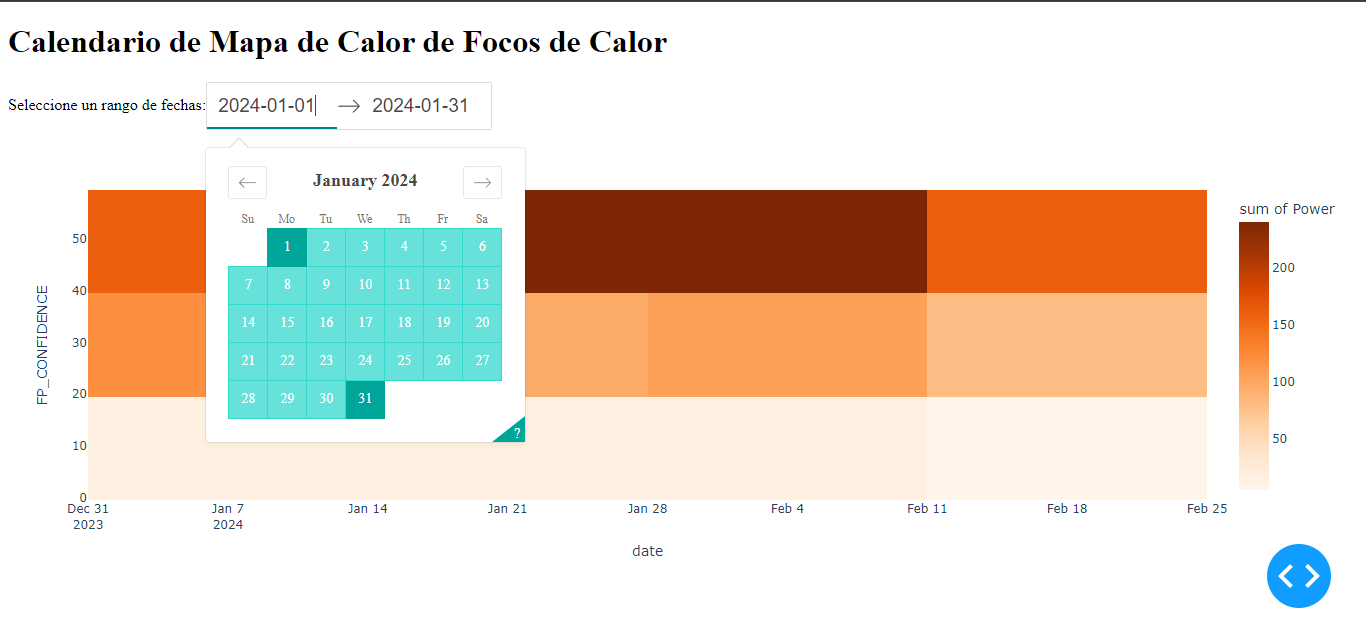 Calendario de Mapa de Calor de Focos de Calor
Seleccione un rango de fechas: 2024-01-01 → 2024-01-31
← January 2024 →
Su Mo Tu We Th Fr Sa
1 2 3 4 5 6
7 8 9 10 11 12 13
14 15 16 17 18 19 20
21 22 23 24 25 26 27
28 29 30 31
?
FP_CONFIDENCE
50
40
30
20
10
0
Dec 31 Jan 7 Jan 14 Jan 21 Jan 28 Feb 4 Feb 11 Feb 18 Feb 25
2023 2024
date
sum of Power
200
150
100
50